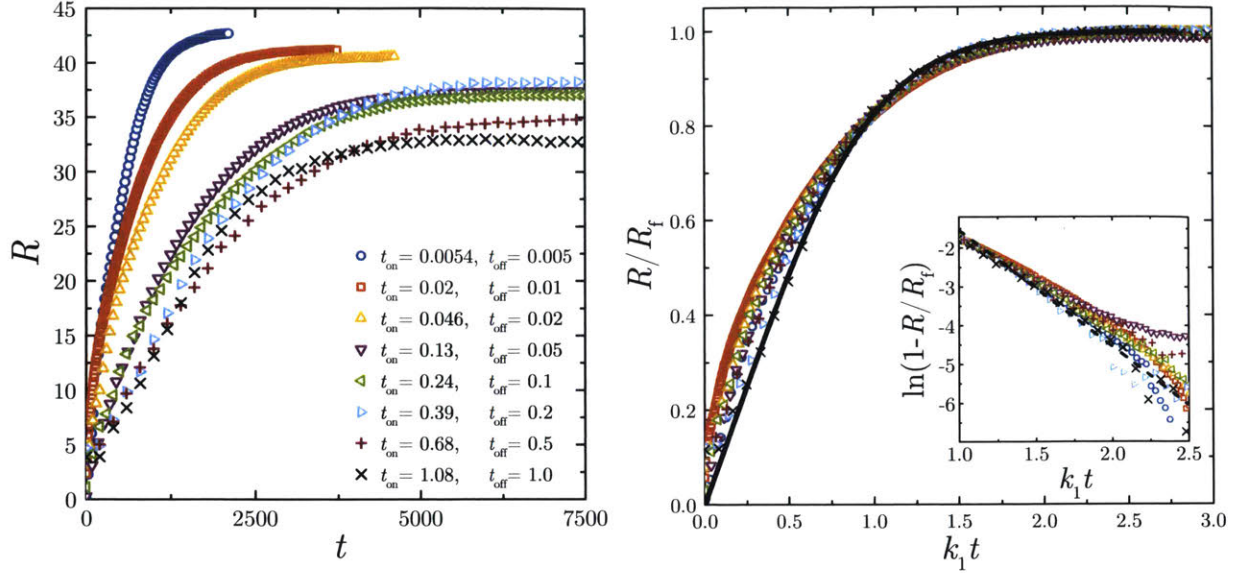 45
40
35
30
25
20
15
10
5
0
R
0
2500
5000
7500
t
t_on = 0.0054, t_off = 0.005
t_on = 0.02, t_off = 0.01
t_on = 0.046, t_off = 0.02
t_on = 0.13, t_off = 0.05
t_on = 0.24, t_off = 0.1
t_on = 0.39, t_off = 0.2
t_on = 0.68, t_off = 0.5
t_on = 1.08, t_off = 1.0
1.0
0.8
0.6
0.4
0.2
0.0
R/R_f
0.0
0.5
1.0
1.5
2.0
2.5
3.0
k_1 t
-2
-3
-4
-5
-6
ln(1-R/R_f)
1.0
1.5
2.0
2.5
k_1 t